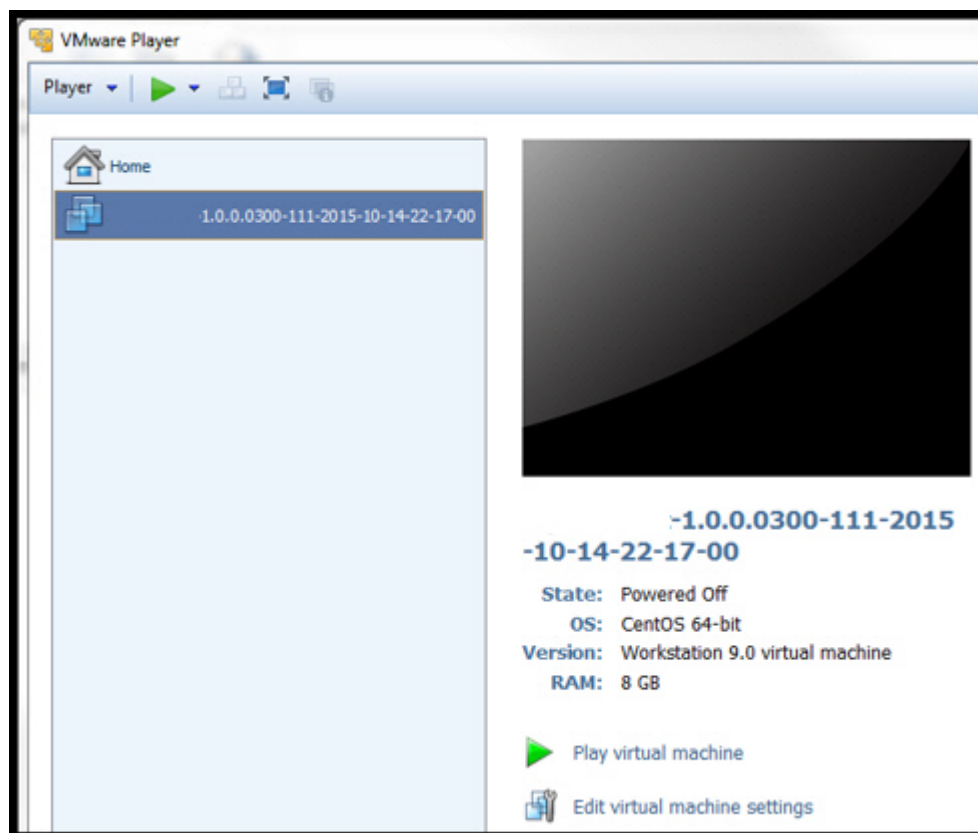 VMware Player
Player
Home
-1.0.0.0300-111-2015-10-14-22-17-00
-1.0.0.0300-111-2015
-10-14-22-17-00
State: Powered Off
OS: CentOS 64-bit
Version: Workstation 9.0 virtual machine
RAM: 8 GB
Play virtual machine
Edit virtual machine settings